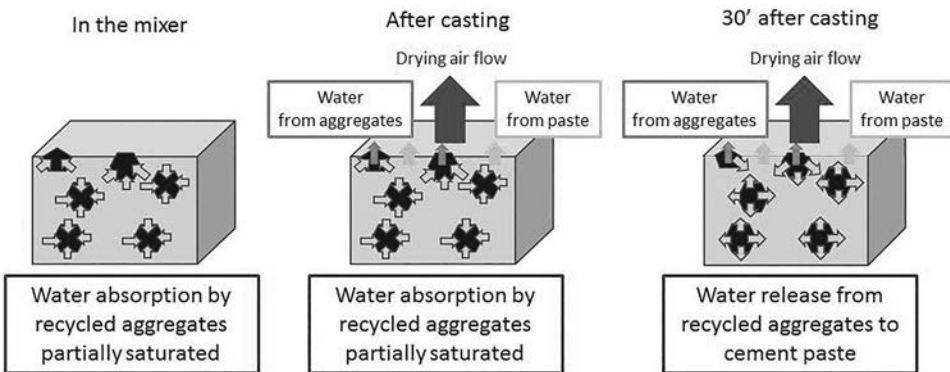 In the mixer
After casting
30’ after casting
Drying air flow
Drying air flow
Water
from aggregates
Water
from paste
Water
from aggregates
Water
from paste
Water absorption by
recycled aggregates
partially saturated
Water absorption by
recycled aggregates
partially saturated
Water release from
recycled aggregates to
cement paste